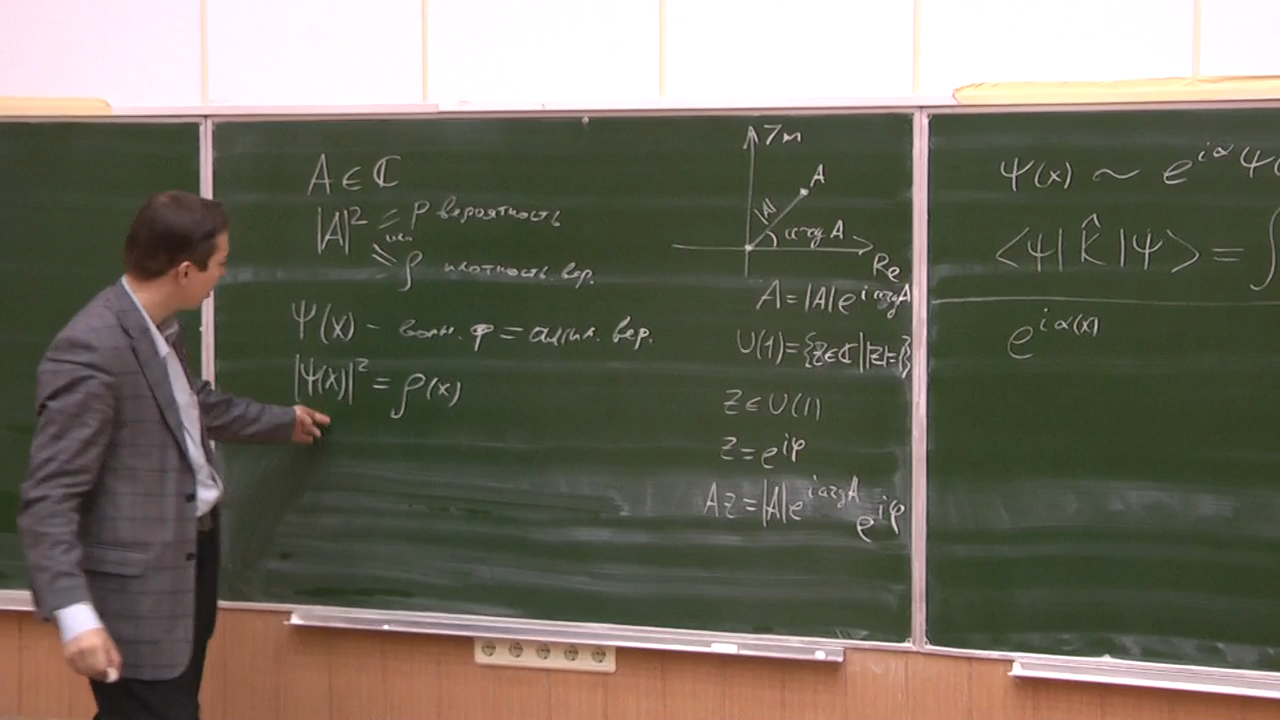 A ∈ ℂ
|A|² = p вероятность
или
= ρ плотность вер.
Ψ(x) – волн. ф = ампл. вер.
|Ψ(x)|² = ρ(x)
Im
A
|A|
arg A
Re
A = |A| e^{i arg A}
U(1) = {z∈ℂ | |z|=1}
z ∈ U(1)
z = e^{iφ}
Az = |A| e^{i arg A} e^{iφ}
Ψ(x) ~ e^{iα} Ψ(
⟨Ψ| K̂ |Ψ⟩ = ∫
e^{iα(x)}